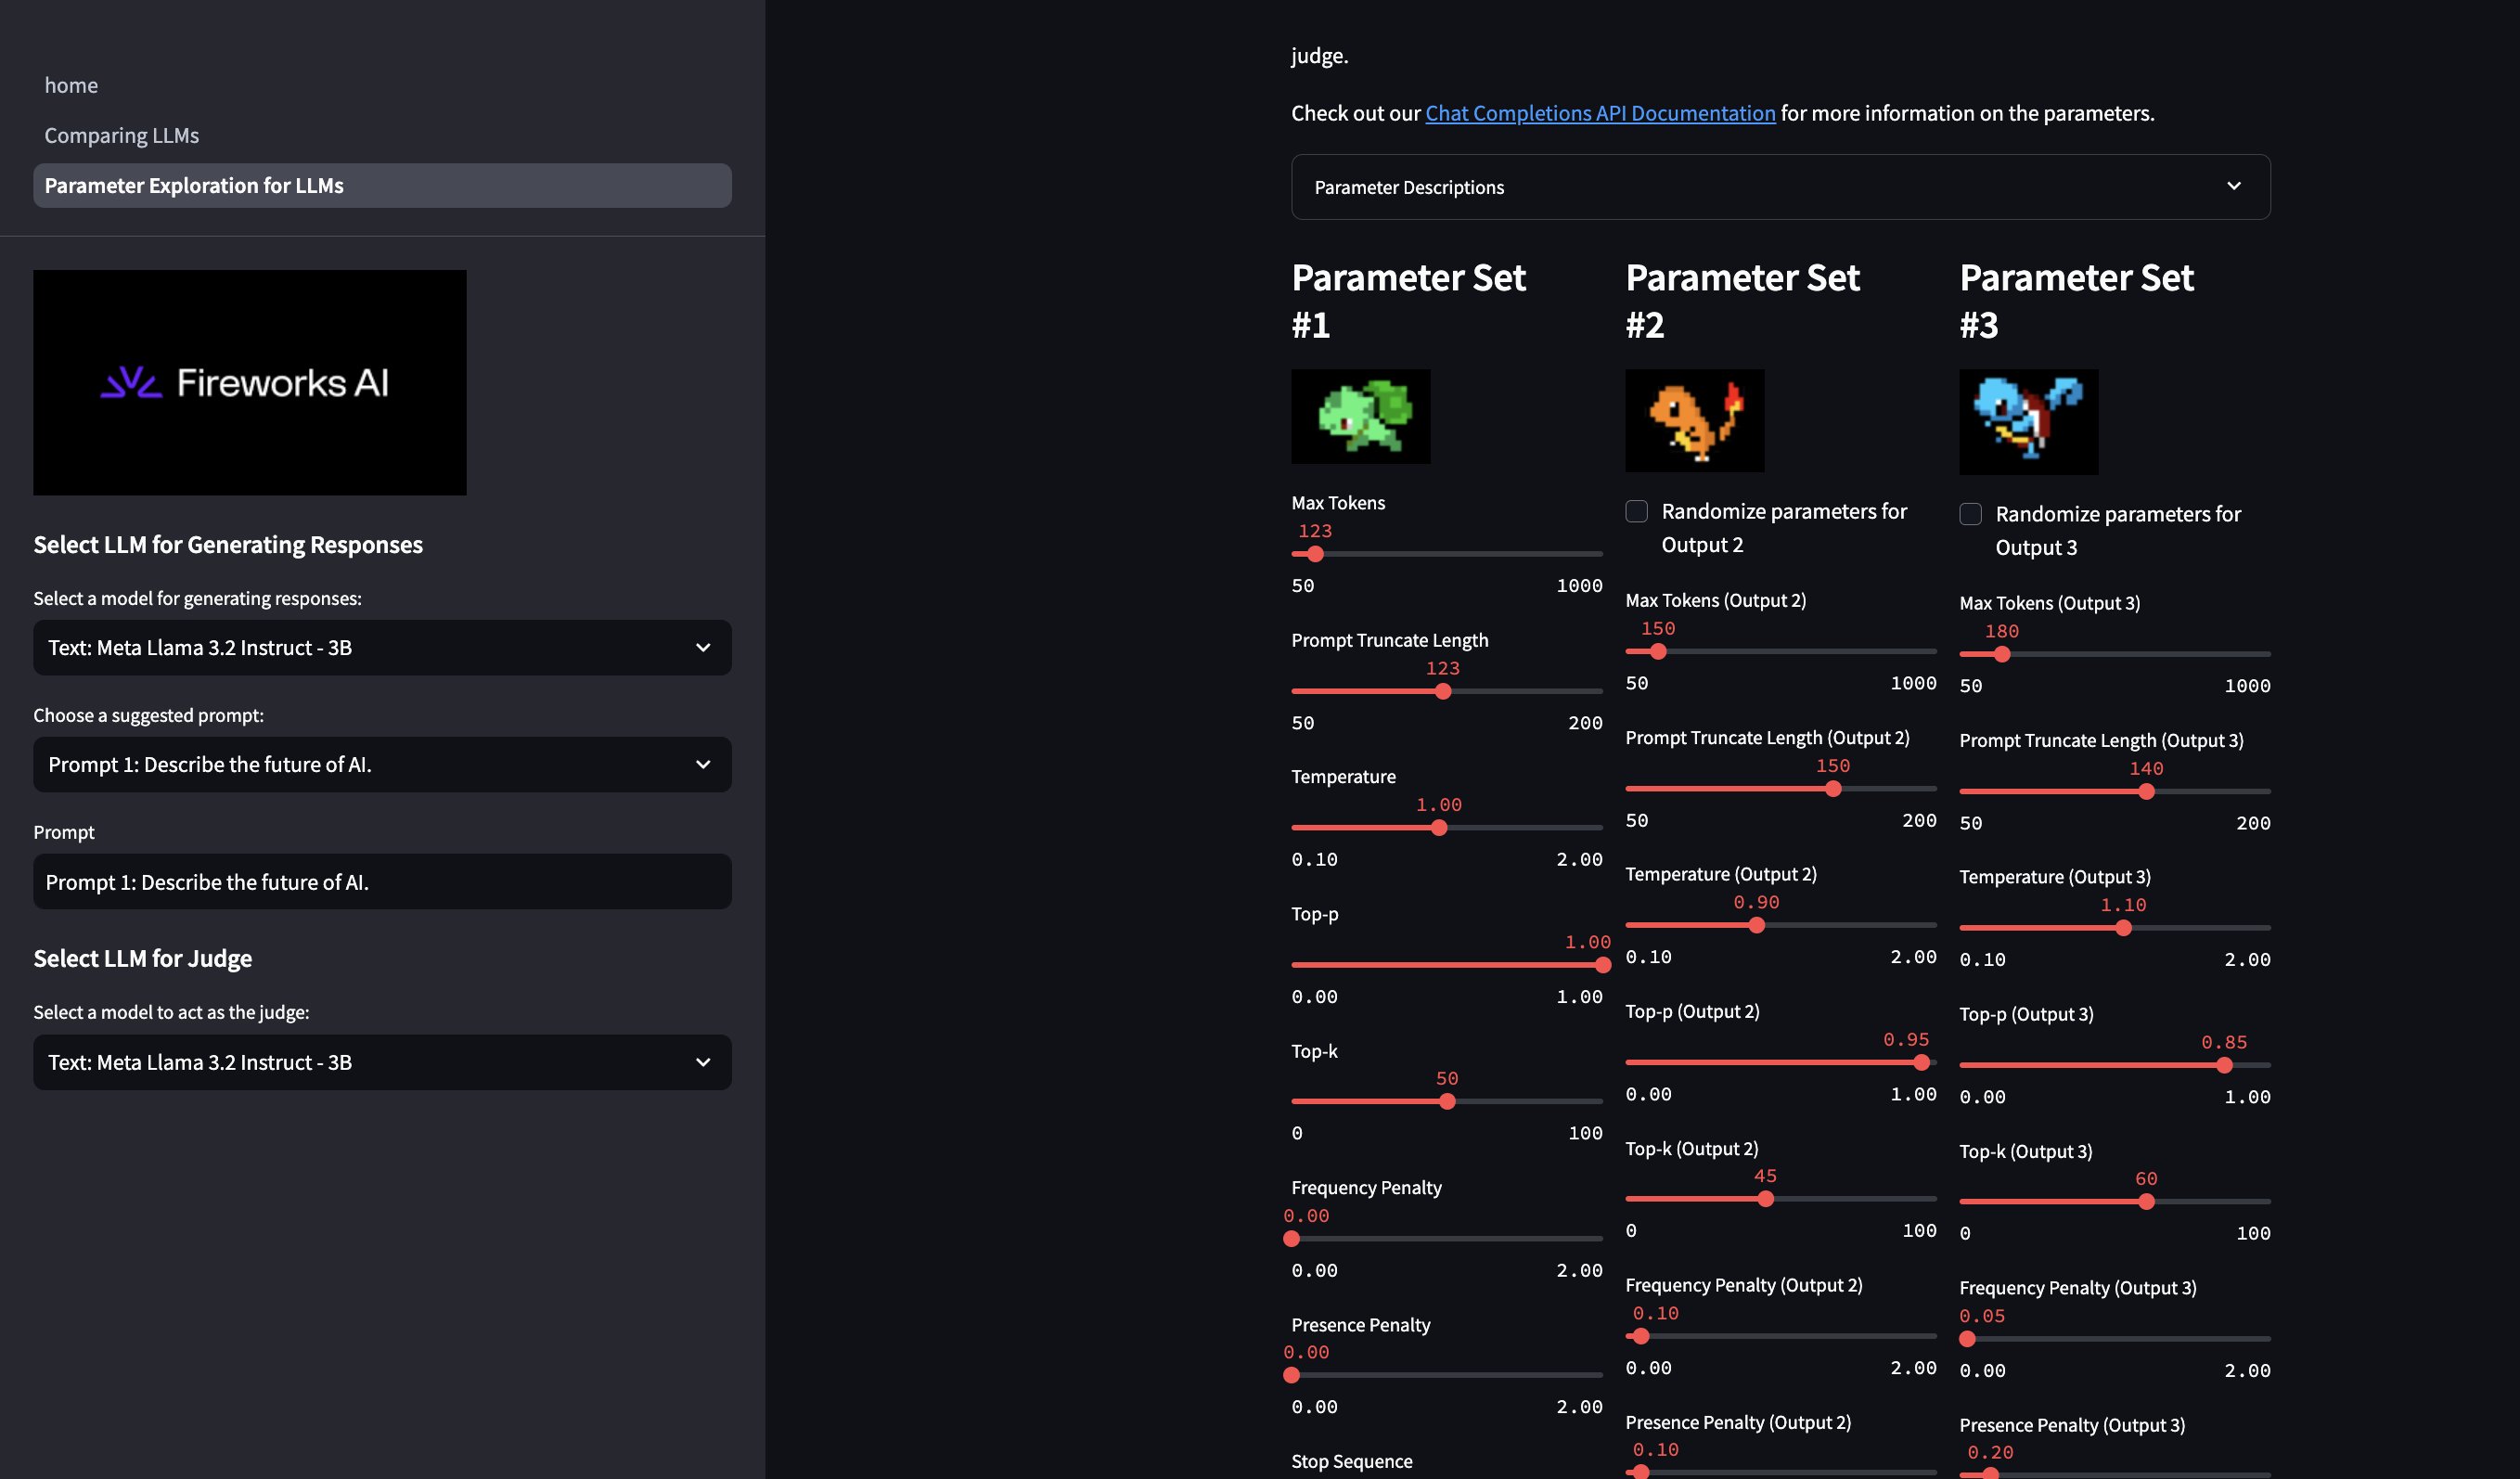 home
Comparing LLMs
Parameter Exploration for LLMs
Fireworks AI
Select LLM for Generating Responses
Select a model for generating responses:
Text: Meta Llama 3.2 Instruct - 3B
Choose a suggested prompt:
Prompt 1: Describe the future of AI.
Prompt
Prompt 1: Describe the future of AI.
Select LLM for Judge
Select a model to act as the judge:
Text: Meta Llama 3.2 Instruct - 3B
judge.
Check out our Chat Completions API Documentation for more information on the parameters.
Parameter Descriptions
Parameter Set
#1
Max Tokens
123
50 1000
Prompt Truncate Length
123
50 200
Temperature
1.00
0.10 2.00
Top-p
1.00
0.00 1.00
Top-k
50
0 100
Frequency Penalty
0.00
0.00 2.00
Presence Penalty
0.00
0.00 2.00
Stop Sequence
Parameter Set
#2
Randomize parameters for
Output 2
Max Tokens (Output 2)
150
50 1000
Prompt Truncate Length (Output 2)
150
50 200
Temperature (Output 2)
0.90
0.10 2.00
Top-p (Output 2)
0.95
0.00 1.00
Top-k (Output 2)
45
0 100
Frequency Penalty (Output 2)
0.10
0.00 2.00
Presence Penalty (Output 2)
0.10
Parameter Set
#3
Randomize parameters for
Output 3
Max Tokens (Output 3)
180
50 1000
Prompt Truncate Length (Output 3)
140
50 200
Temperature (Output 3)
1.10
0.10 2.00
Top-p (Output 3)
0.85
0.00 1.00
Top-k (Output 3)
60
0 100
Frequency Penalty (Output 3)
0.05
0.00 2.00
Presence Penalty (Output 3)
0.20